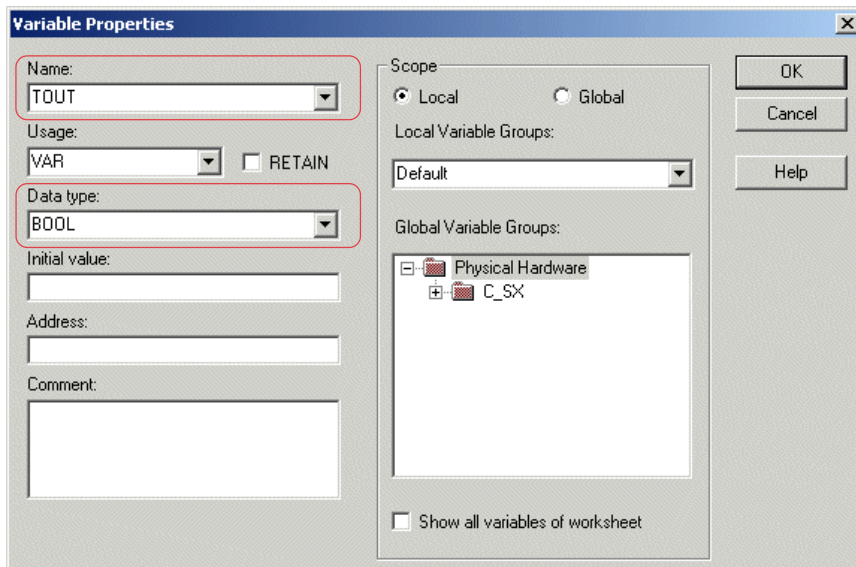 Variable Properties
Name:
TOUT
Usage:
VAR
RETAIN
Data type:
BOOL
Initial value:
Address:
Comment:
Scope
Local
Global
Local Variable Groups:
Default
Global Variable Groups:
Physical Hardware
C_SX
Show all variables of worksheet
OK
Cancel
Help